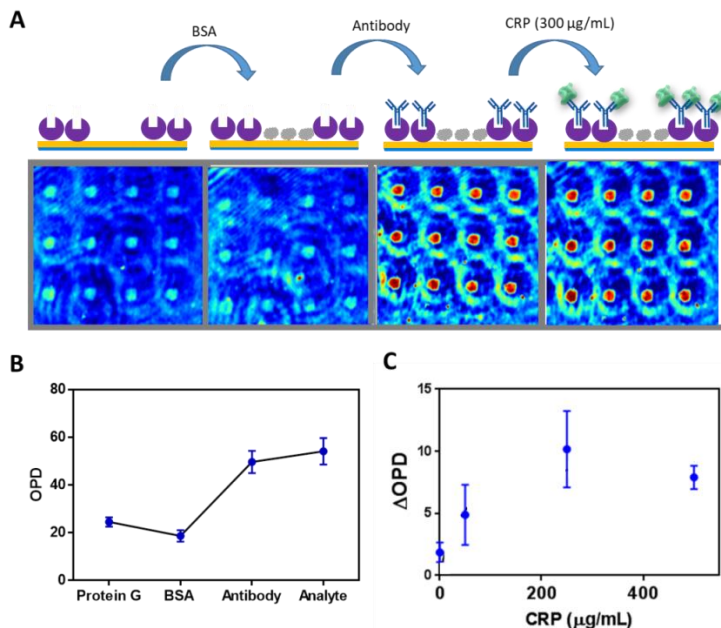 A
BSA
Antibody
CRP (300 µg/mL)
B
80
60
40
20
0
OPD
Protein G BSA Antibody Analyte
C
15
10
5
0
ΔOPD
0 200 400
CRP (µg/mL)